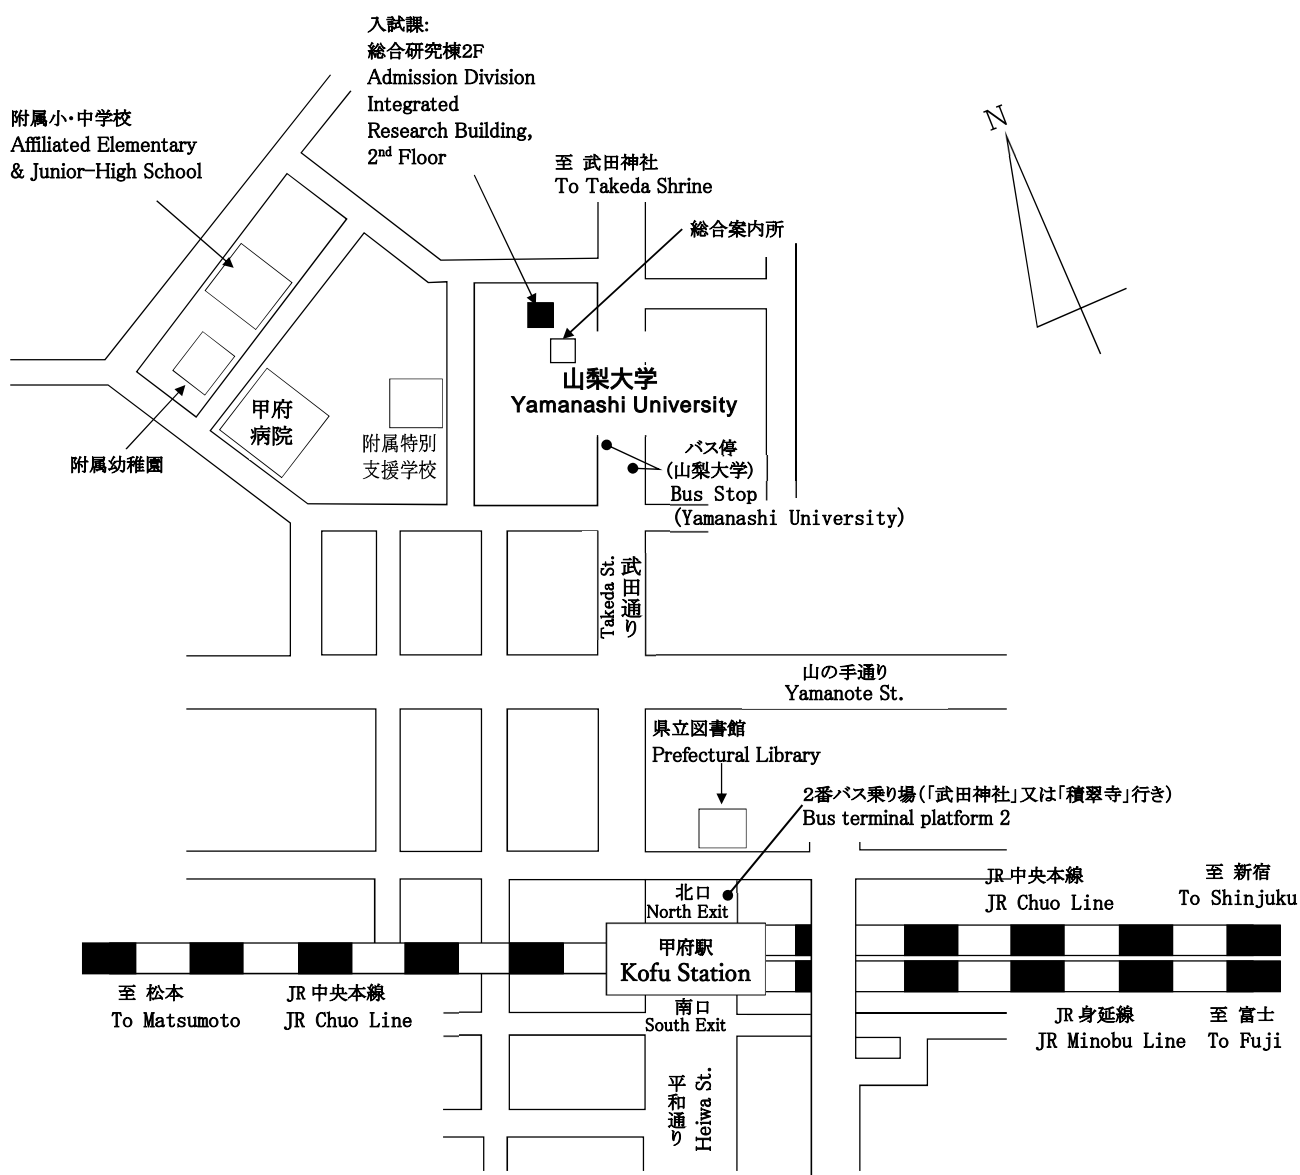 入試課:
総合研究棟2F
Admission Division
Integrated
Research Building,
2nd Floor
附属小・中学校
Affiliated Elementary
& Junior-High School
至 武田神社
To Takeda Shrine
総合案内所
N
山梨大学
Yamanashi University
甲府
病院
附属特別
支援学校
附属幼稚園
バス停
(山梨大学)
Bus Stop
(Yamanashi University)
Takeda St.
武田通り
山の手通り
Yamanote St.
県立図書館
Prefectural Library
2番バス乗り場(「武田神社」又は「積翠寺」行き)
Bus terminal platform 2
北口
North Exit
JR 中央本線
JR Chuo Line
至 新宿
To Shinjuku
甲府駅
Kofu Station
至 松本
To Matsumoto
JR 中央本線
JR Chuo Line
南口
South Exit
JR 身延線
JR Minobu Line
至 富士
To Fuji
平和通り
Heiwa St.